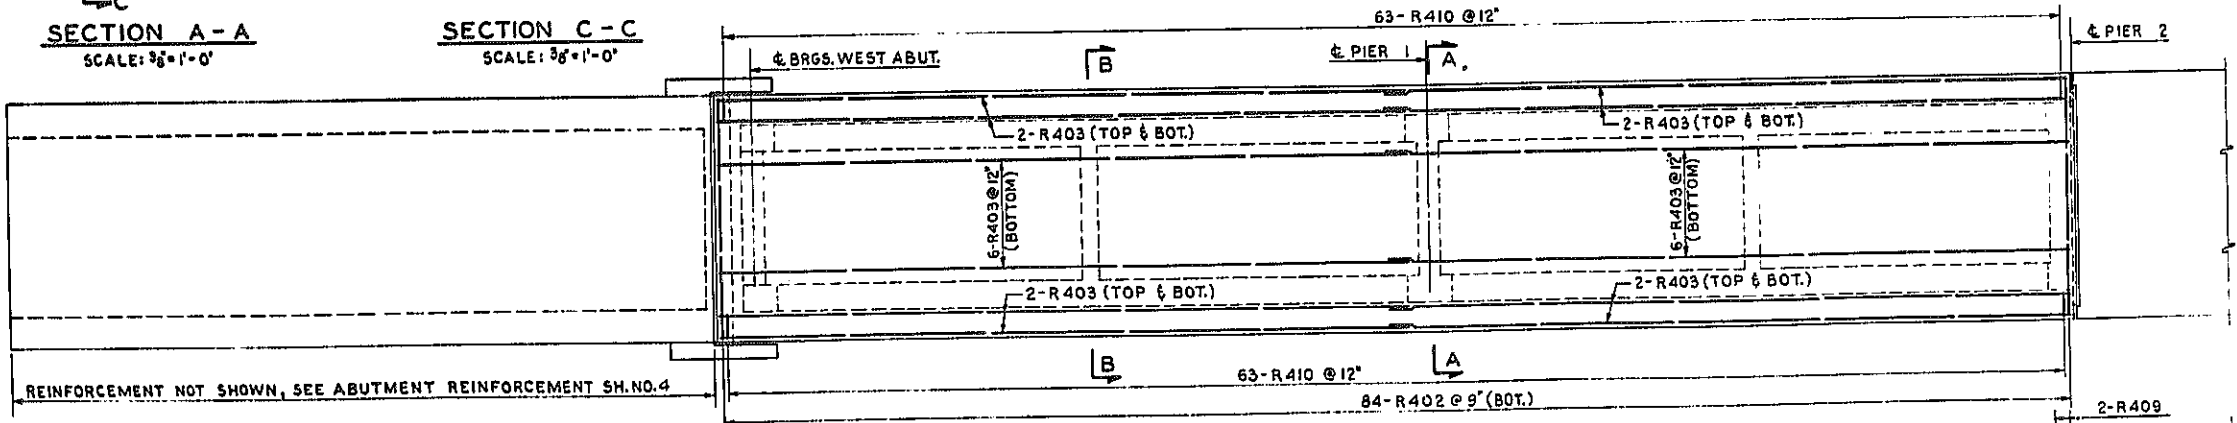 C
SECTION A-A
SCALE: 3/8"=1'-0"
SECTION C-C
SCALE: 3/8"=1'-0"
63-R410 @12"
℄ BRGS. WEST ABUT.
B
℄ PIER 1
A
℄ PIER 2
2-R403 (TOP & BOT.)
2-R403 (TOP & BOT.)
6-R403@12"
(BOTTOM)
6-R403@12"
(BOTTOM)
2-R403 (TOP & BOT.)
2-R403 (TOP & BOT.)
B
A
REINFORCEMENT NOT SHOWN, SEE ABUTMENT REINFORCEMENT SH.NO.4
63-R410 @12"
84-R402 @ 9" (BOT.)
2-R409